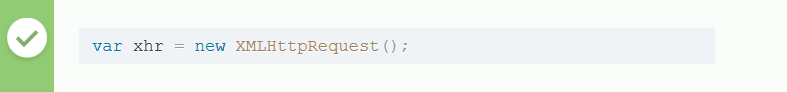 var xhr = new XMLHttpRequest();